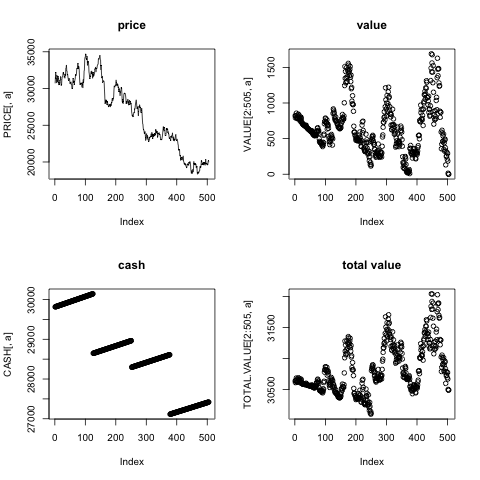 price
PRICE[, a]
20000 25000 30000 35000
0 100 200 300 400 500
Index
value
VALUE[2:505, a]
0 500 1000 1500
0 100 200 300 400 500
Index
cash
CASH[, a]
27000 28000 29000 30000
0 100 200 300 400 500
Index
total value
TOTAL.VALUE[2:505, a]
30500 31500
0 100 200 300 400 500
Index